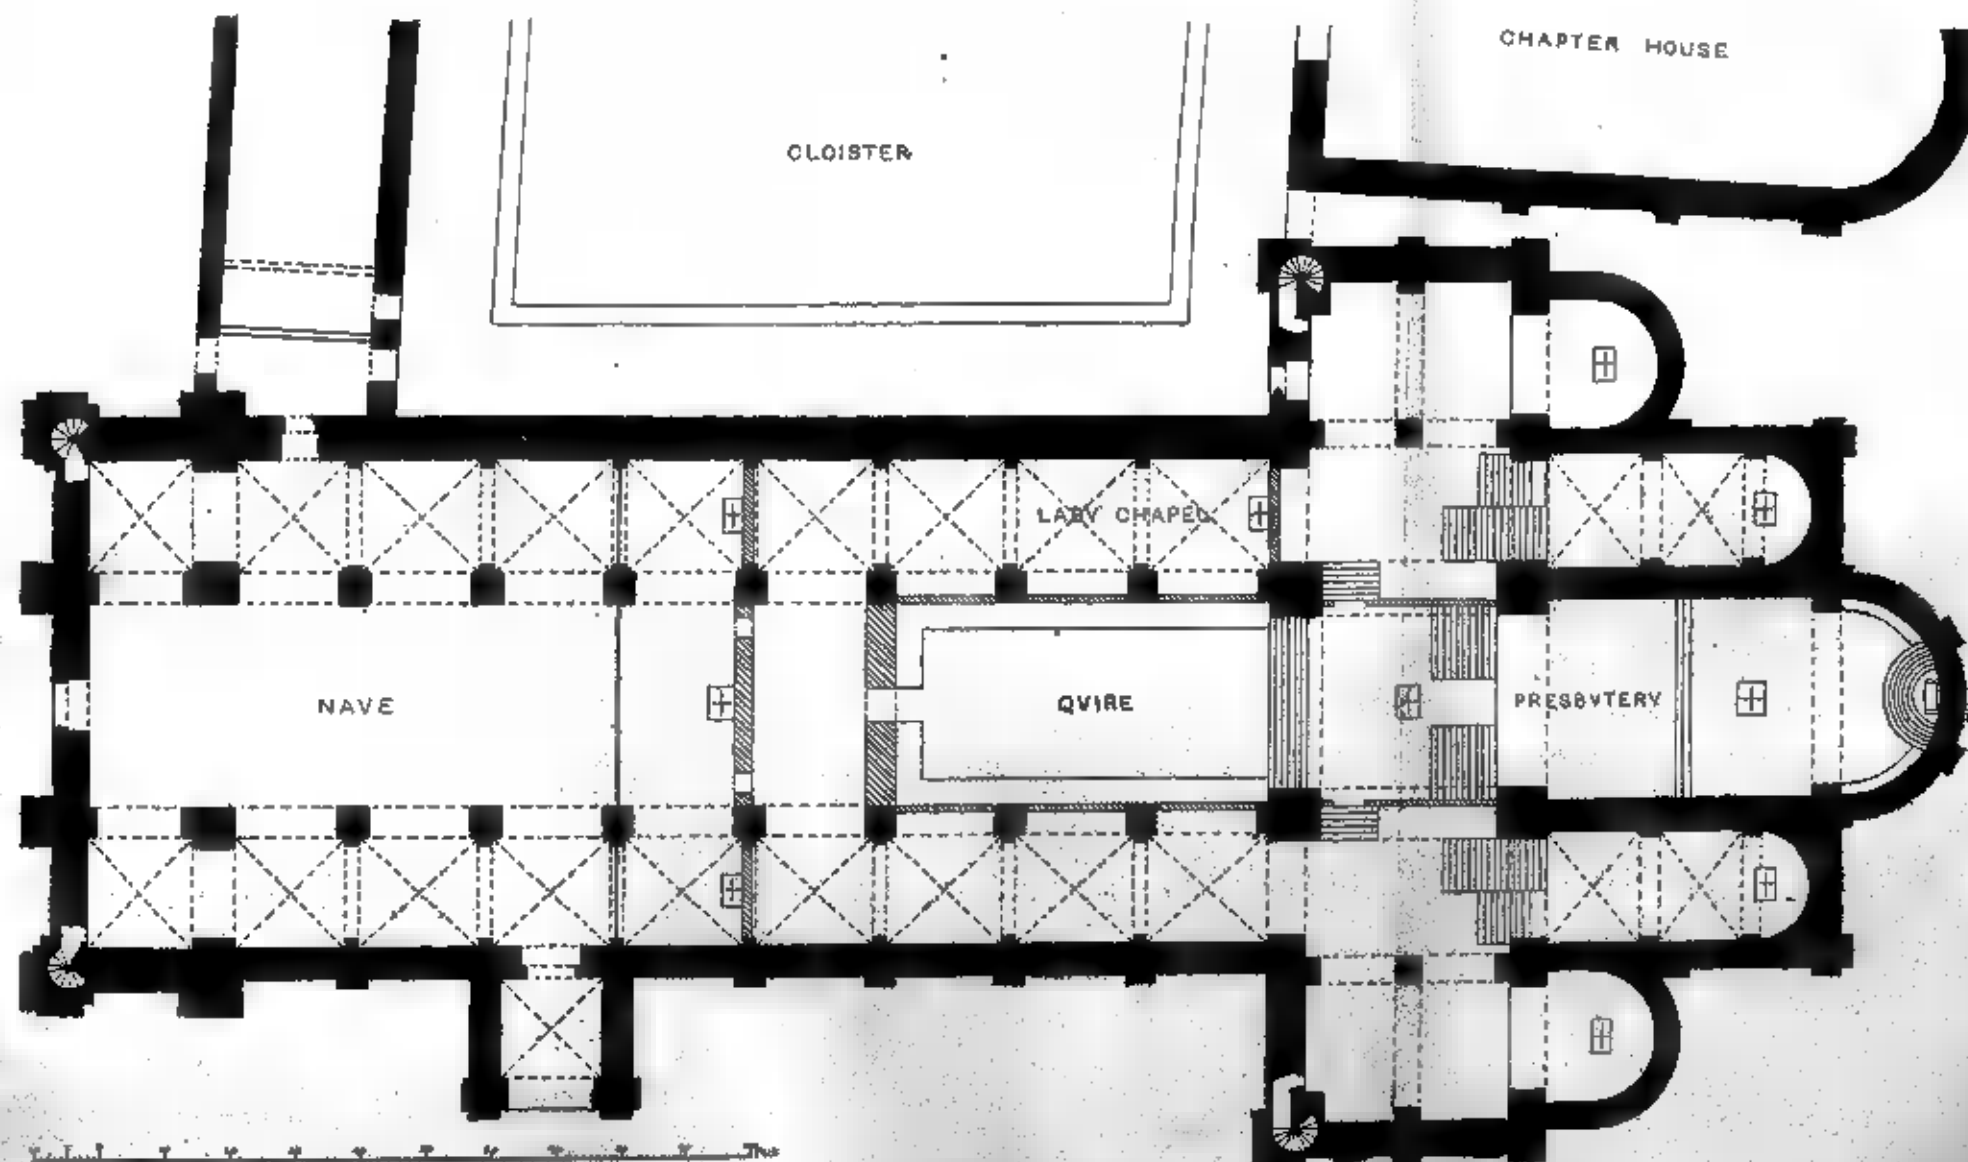 CHAPTER HOUSE
CLOISTER
LADY CHAPEL
NAVE
QVIRE
PRESBYTERY